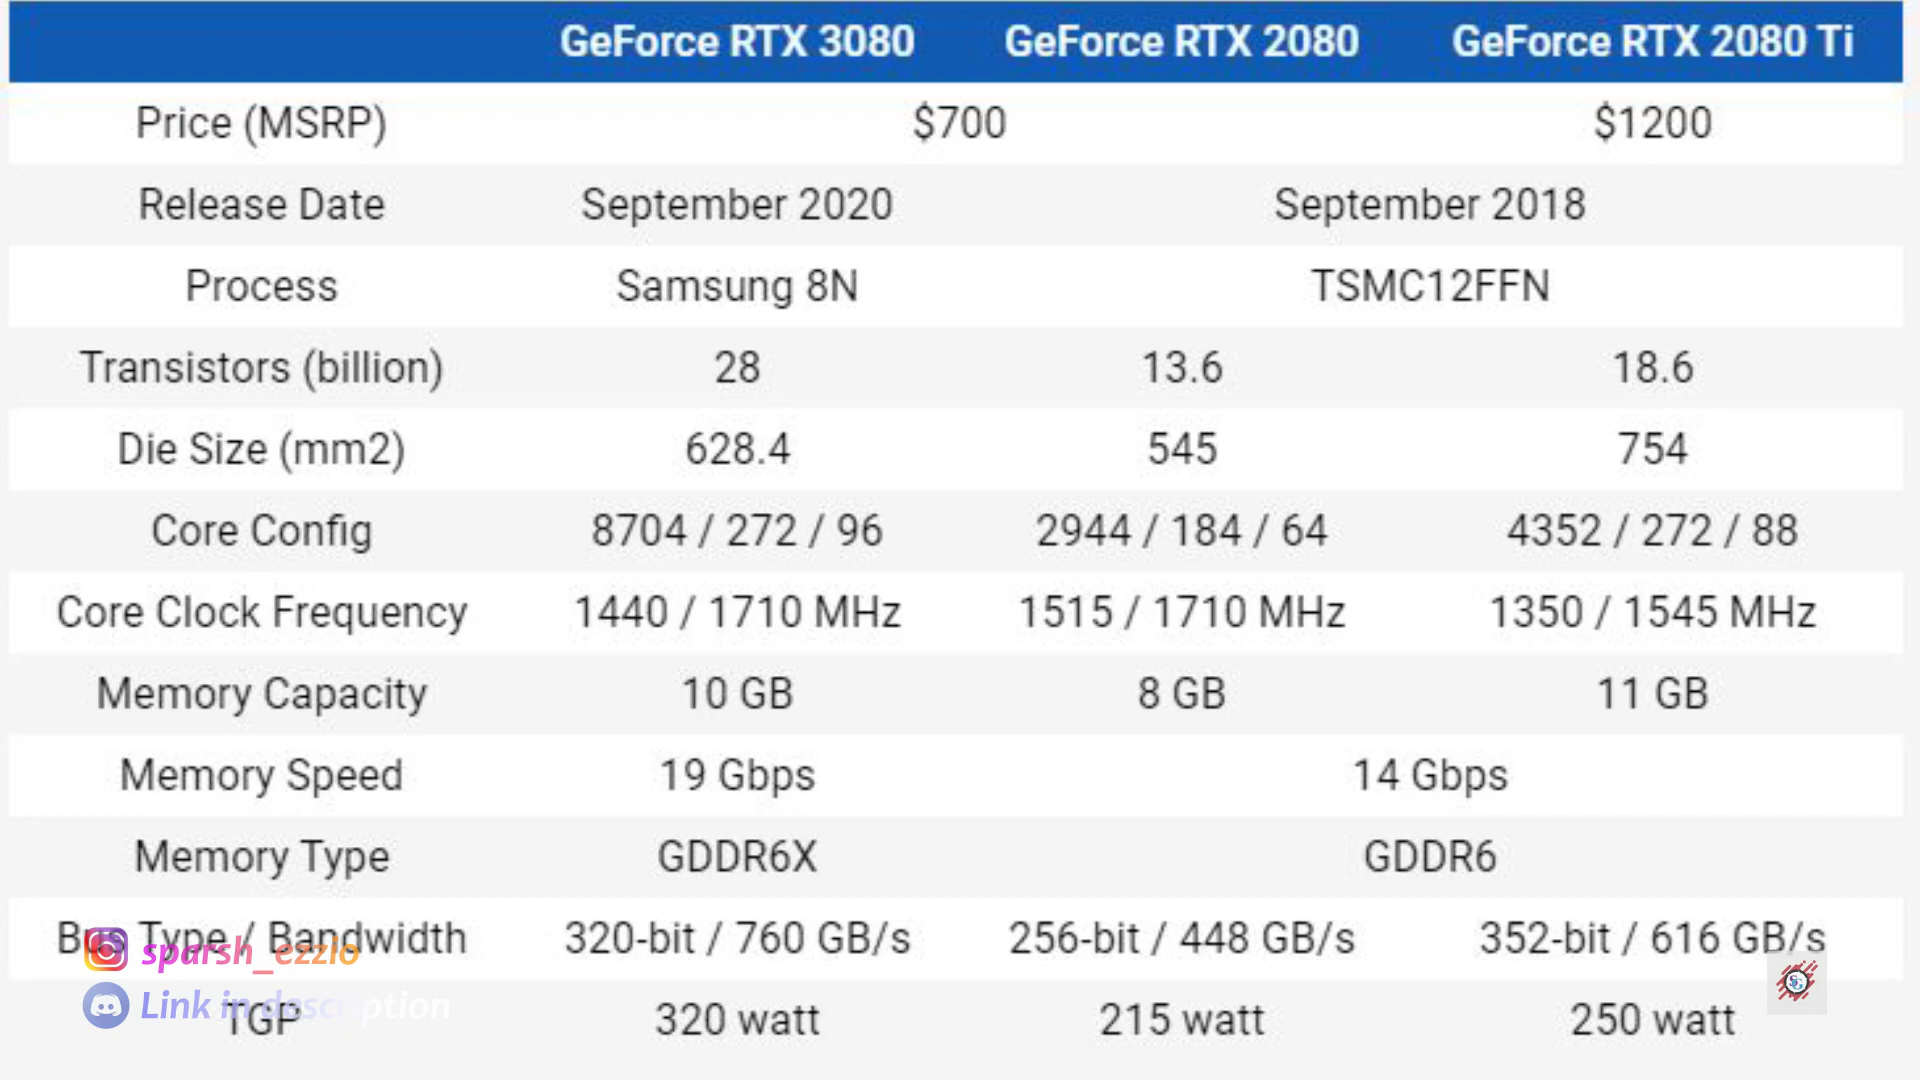 GeForce RTX 3080 GeForce RTX 2080 GeForce RTX 2080 Ti
Price (MSRP) $700 $1200
Release Date September 2020 September 2018
Process Samsung 8N TSMC12FFN
Transistors (billion) 28 13.6 18.6
Die Size (mm2) 628.4 545 754
Core Config 8704 / 272 / 96 2944 / 184 / 64 4352 / 272 / 88
Core Clock Frequency 1440 / 1710 MHz 1515 / 1710 MHz 1350 / 1545 MHz
Memory Capacity 10 GB 8 GB 11 GB
Memory Speed 19 Gbps 14 Gbps
Memory Type GDDR6X GDDR6
Bus Type / Bandwidth 320-bit / 760 GB/s 256-bit / 448 GB/s 352-bit / 616 GB/s
sparsh_ezzio
Link in description
TGP 320 watt 215 watt 250 watt